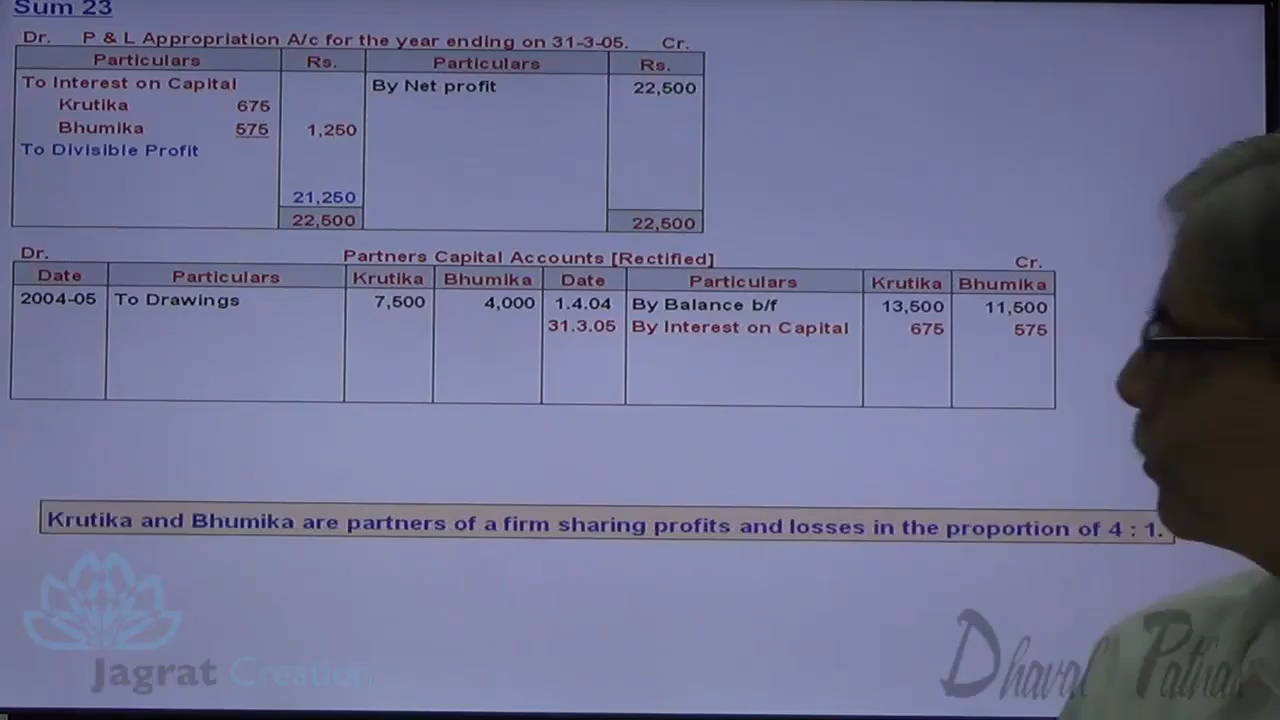 Sum 23
Dr. P & L Appropriation A/c for the year ending on 31-3-05. Cr.
Particulars Rs. Particulars Rs.
To Interest on Capital By Net profit 22,500
Krutika 675
Bhumika 575 1,250
To Divisible Profit
21,250
22,500 22,500
Dr. Partners Capital Accounts [Rectified] Cr.
Date Particulars Krutika Bhumika Date Particulars Krutika Bhumika
2004-05 To Drawings 7,500 4,000 1.4.04 By Balance b/f 13,500 11,500
31.3.05 By Interest on Capital 675 575
Krutika and Bhumika are partners of a firm sharing profits and losses in the proportion of 4 : 1.
Jagrat Creation
Dhaval Pathak